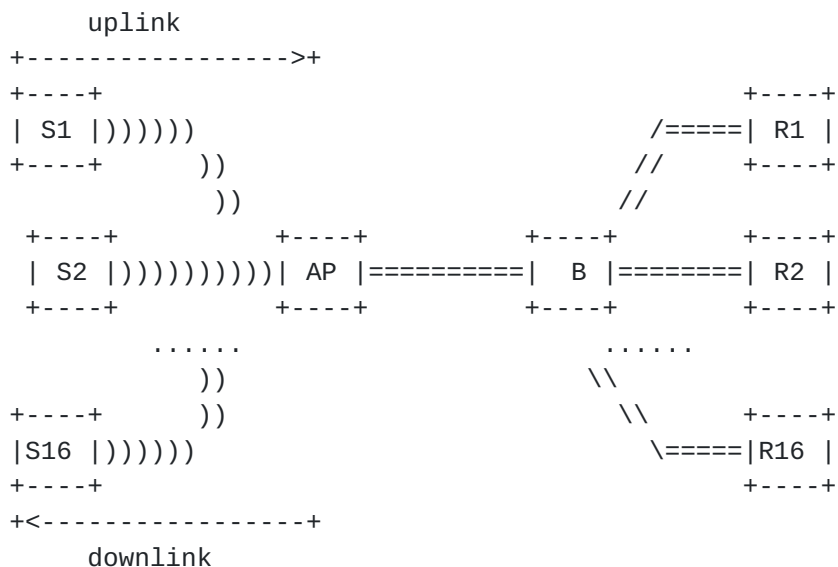 uplink
+----------------->+
+----+                                         +----+
| S1 |))))))                             /=====| R1 |
+----+      ))                          //     +----+
             ))                        //
 +----+          +----+          +----+        +----+
 | S2 |))))))))))| AP |==========|  B |========| R2 |
 +----+          +----+          +----+        +----+
         ......                       ......
            ))                       \\
+----+      ))                         \\      +----+
|S16 |))))))                             \=====|R16 |
+----+                                         +----+
+<-----------------+
downlink